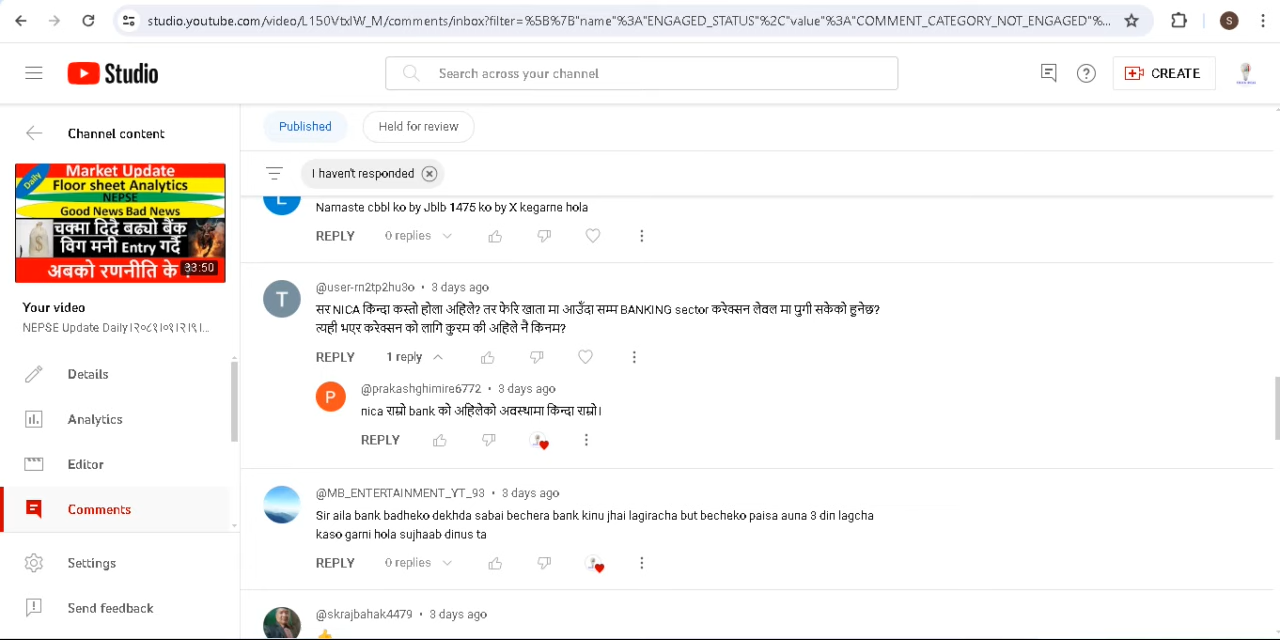 studio.youtube.com/video/L150VtxlW_M/comments/inbox?filter=%5B%7B"name"%3A"ENGAGED_STATUS"%2C"value"%3A"COMMENT_CATEGORY_NOT_ENGAGED"%...
S
Studio
Search across your channel
CREATE
Channel content
Daily
Market Update
Floor sheet Analytics
NEPSE
Good News Bad News
चक्मा दिदै बढ्यो बैंक
विग मनी Entry गर्दै
अबको रणनीति के ?
33:50
Your video
NEPSE Update Daily।२०८१।०१।२।१।...
Details
Analytics
Editor
Comments
Settings
Send feedback
Published
Held for review
I haven't responded
L
Namaste cbbl ko by Jblb 1475 ko by X kegarne hola
REPLY 0 replies
T
@user-rn2tp2hu3o • 3 days ago
सर NICA किन्दा कस्तो होला अहिले? तर फेरि खाता मा आउँदा सम्म BANKING sector करेक्सन लेवल मा पुगी सकेको हुनेछ?
त्यही भएर करेक्सन को लागि कुरम की अहिले नै किनम?
REPLY 1 reply
P
@prakashghimire6772 • 3 days ago
nica राम्रो bank को अहिलेको अवस्थामा किन्दा राम्रो।
REPLY
@MB_ENTERTAINMENT_YT_93 • 3 days ago
Sir aila bank badheko dekhda sabai bechera bank kinu jhai lagiracha but becheko paisa auna 3 din lagcha
kaso garni hola sujhaab dinus ta
REPLY 0 replies
@skrajbahak4479 • 3 days ago